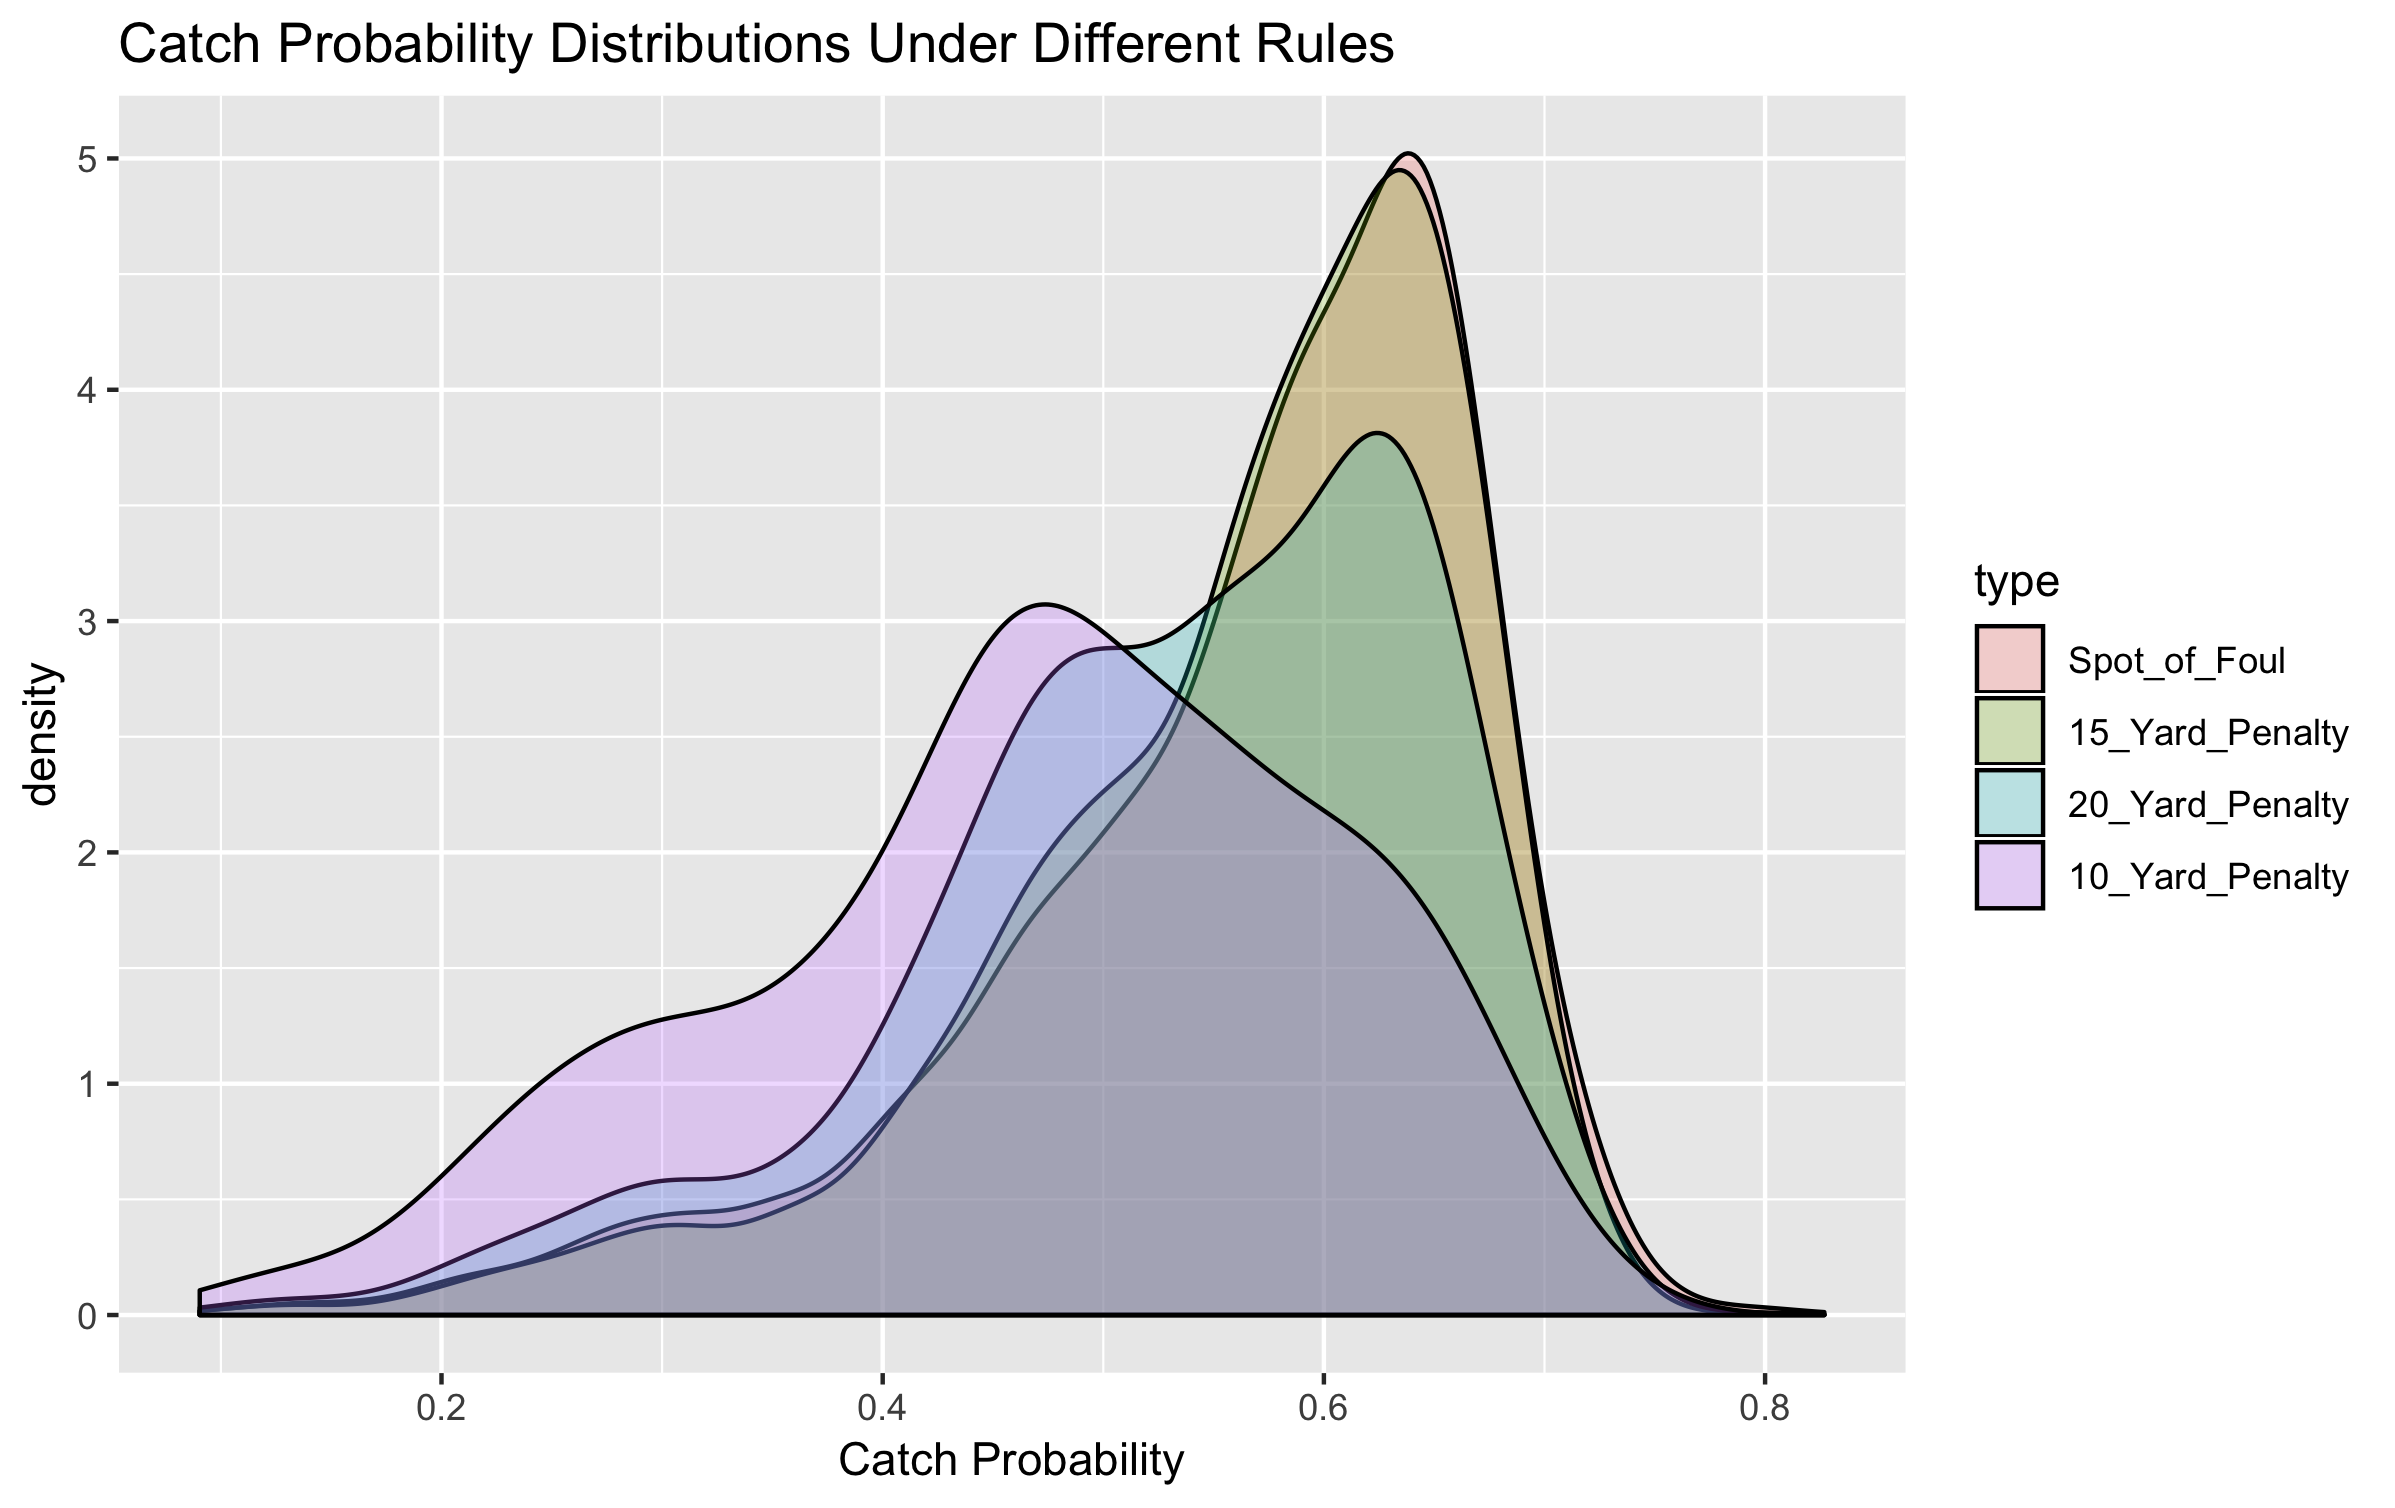 Catch Probability Distributions Under Different Rules
5
4
3
2
1
0
density
0.2
0.4
0.6
0.8
Catch Probability
type
Spot_of_Foul
15_Yard_Penalty
20_Yard_Penalty
10_Yard_Penalty